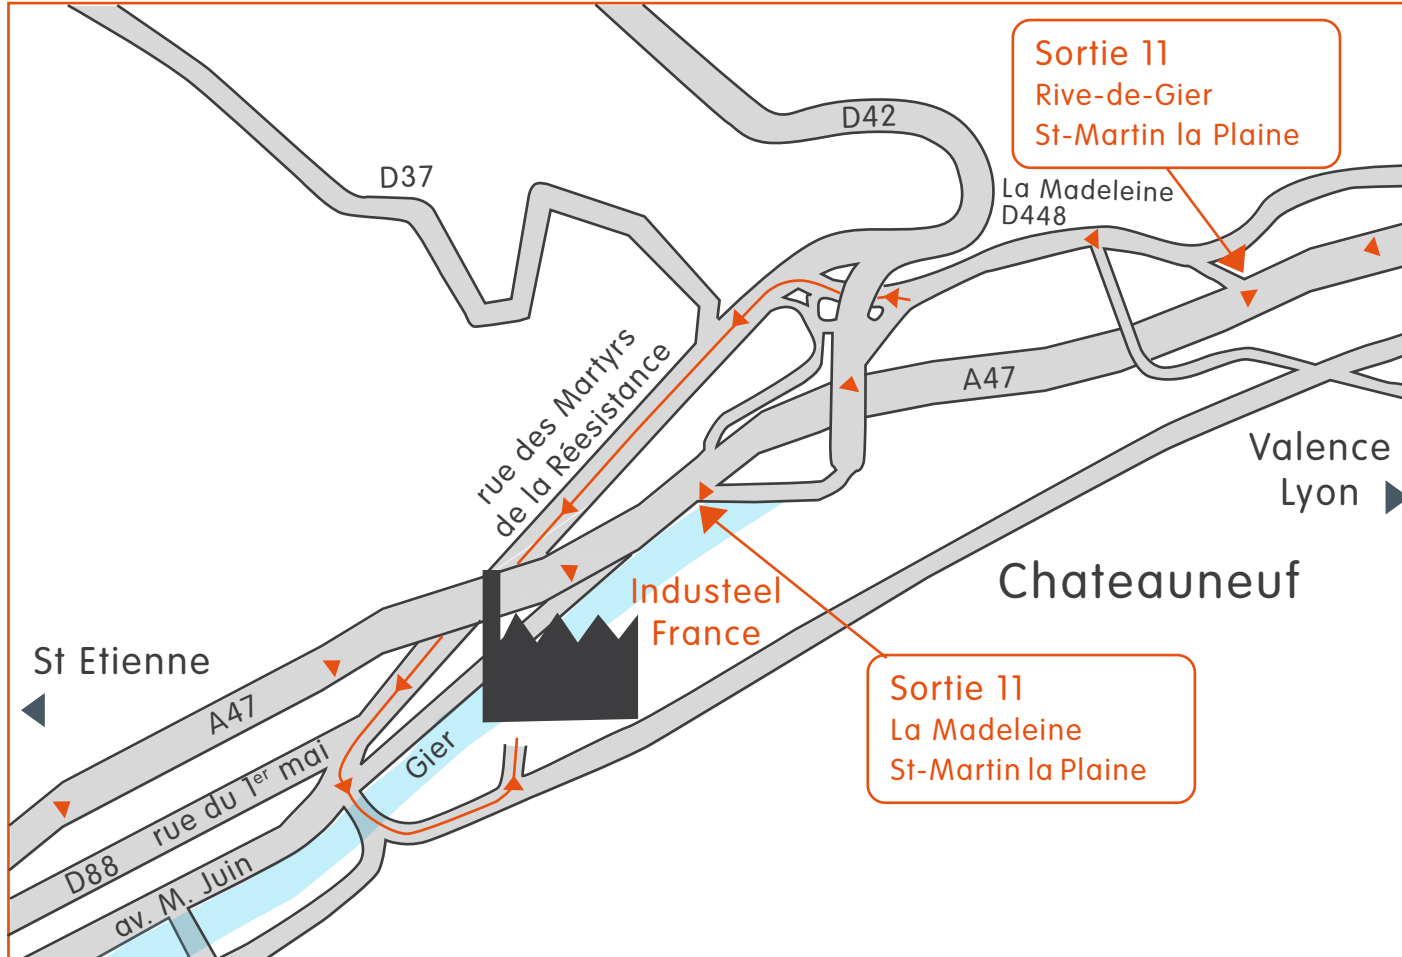 Sortie 11
Rive-de-Gier
St-Martin la Plaine
D42
D37
La Madeleine
D448
A47
rue des Martyrs
de la Réesistance
Valence
Lyon
Chateauneuf
Industeel
France
St Etienne
Sortie 11
La Madeleine
St-Martin la Plaine
A47
Gier
rue du 1er mai
D88
av. M. Juin